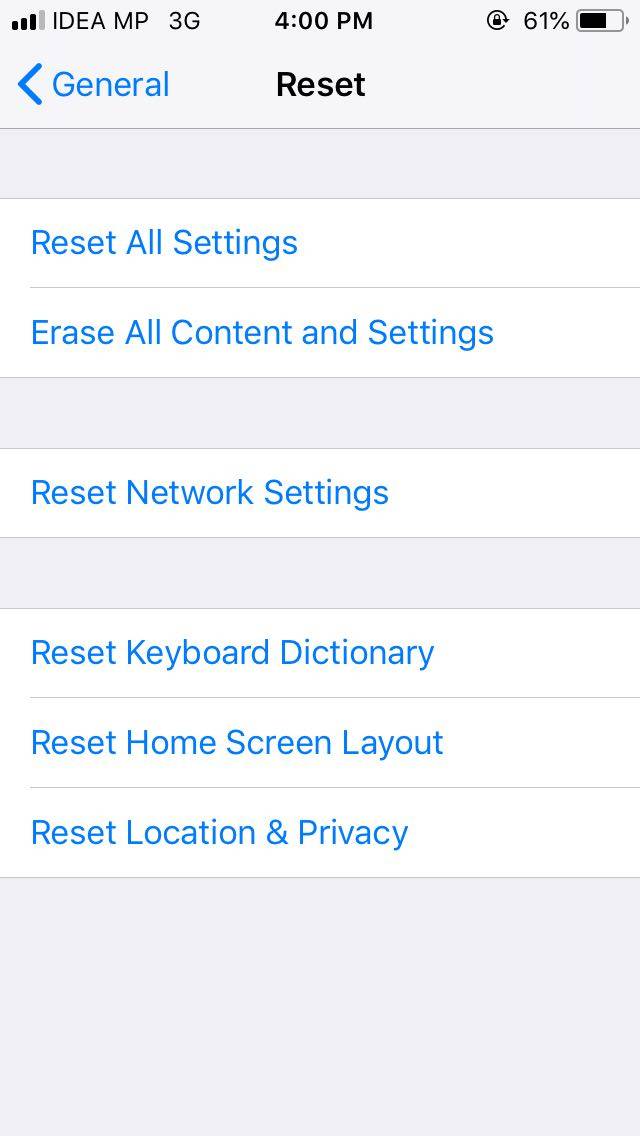 IDEA MP 3G 4:00 PM 61%
General Reset
Reset All Settings
Erase All Content and Settings
Reset Network Settings
Reset Keyboard Dictionary
Reset Home Screen Layout
Reset Location & Privacy